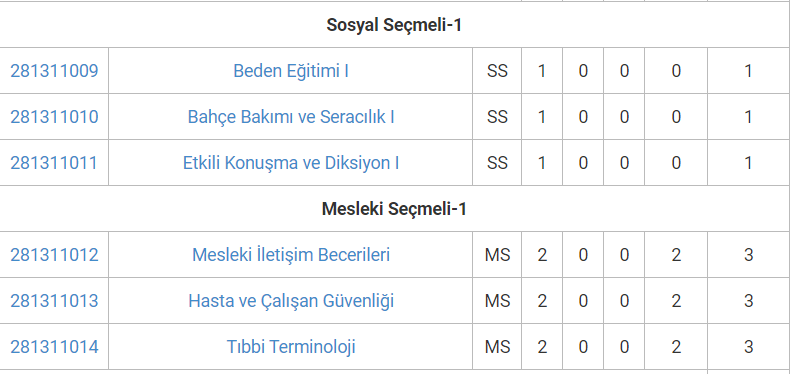 Sosyal Seçmeli-1
281311009 Beden Eğitimi I SS 1 0 0 0 1
281311010 Bahçe Bakımı ve Seracılık I SS 1 0 0 0 1
281311011 Etkili Konuşma ve Diksiyon I SS 1 0 0 0 1
Mesleki Seçmeli-1
281311012 Mesleki İletişim Becerileri MS 2 0 0 2 3
281311013 Hasta ve Çalışan Güvenliği MS 2 0 0 2 3
281311014 Tıbbi Terminoloji MS 2 0 0 2 3